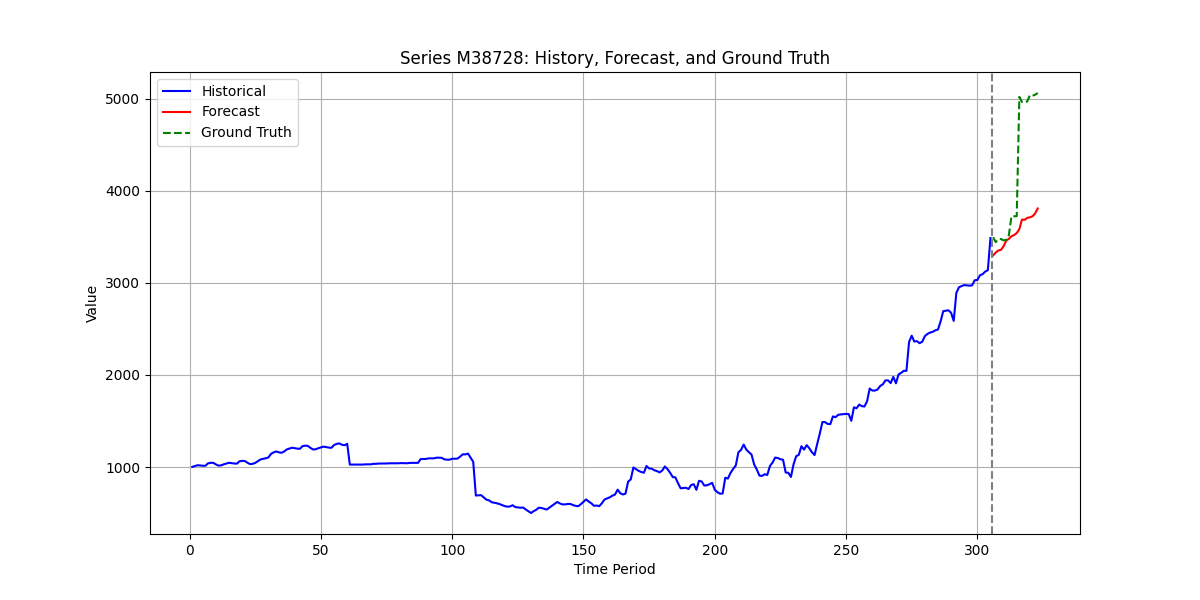 Series M38728: History, Forecast, and Ground Truth
Historical
Forecast
Ground Truth
5000
4000
3000
2000
1000
Value
0 50 100 150 200 250 300
Time Period